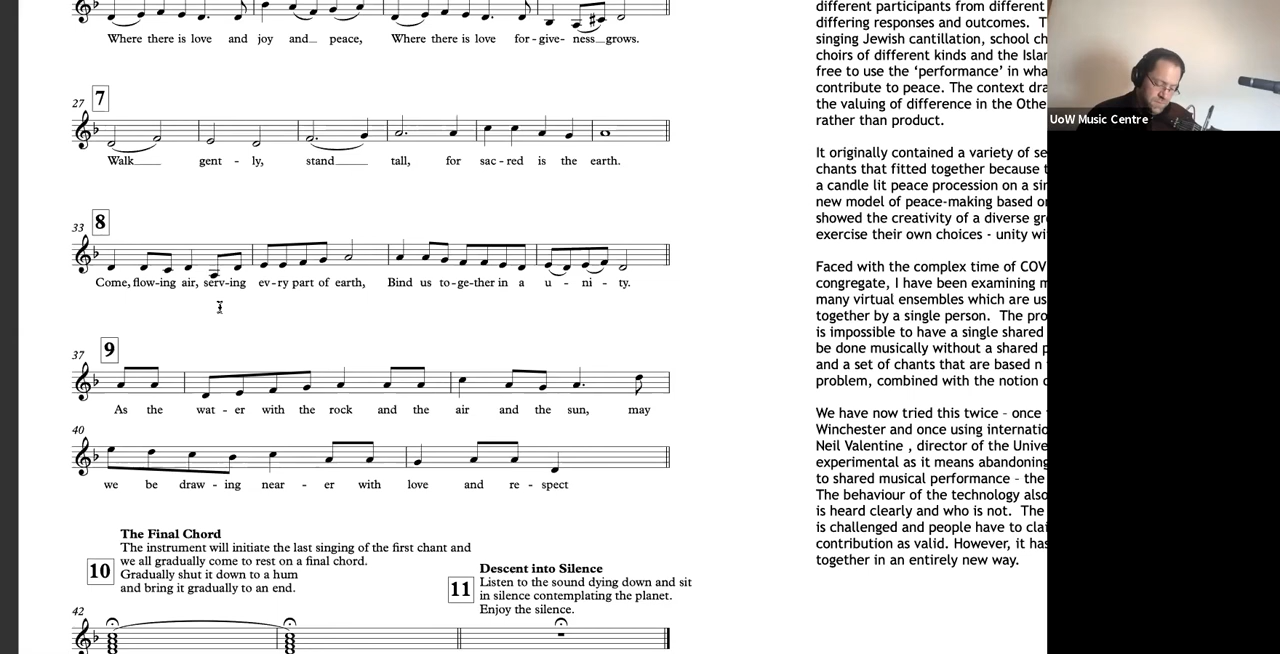 Where there is love and joy and_ peace, Where there is love for - give - ness_ grows.
7
27
Walk____ gent - ly, stand____ tall, for sac - red is the earth.
8
33
Come, flow-ing air, serv-ing ev-ry part of earth, Bind us to-ge-ther in a u - ni - ty.
9
37
As the wat - er with the rock and the air and the sun, may
40
we be draw - ing near - er with love and re - spect
The Final Chord
10
The instrument will initiate the last singing of the first chant and
we all gradually come to rest on a final chord.
Gradually shut it down to a hum
and bring it gradually to an end.
11
Descent into Silence
Listen to the sound dying down and sit
in silence contemplating the planet.
Enjoy the silence.
42
different participants from different
differing responses and outcomes. T
singing Jewish cantillation, school ch
choirs of different kinds and the Islar
free to use the ‘performance’ in wha
contribute to peace. The context dra
the valuing of difference in the Othe
rather than product.
It originally contained a variety of se
chants that fitted together because t
a candle lit peace procession on a sin
new model of peace-making based or
showed the creativity of a diverse gr
exercise their own choices - unity wi
Faced with the complex time of COV
congregate, I have been examining m
many virtual ensembles which are us
together by a single person. The pro
is impossible to have a single shared
be done musically without a shared p
and a set of chants that are based n
problem, combined with the notion o
We have now tried this twice - once
Winchester and once using internatio
Neil Valentine , director of the Unive
experimental as it means abandoning
to shared musical performance - the
The behaviour of the technology also
is heard clearly and who is not. The
is challenged and people have to clai
contribution as valid. However, it has
together in an entirely new way.
UoW Music Centre